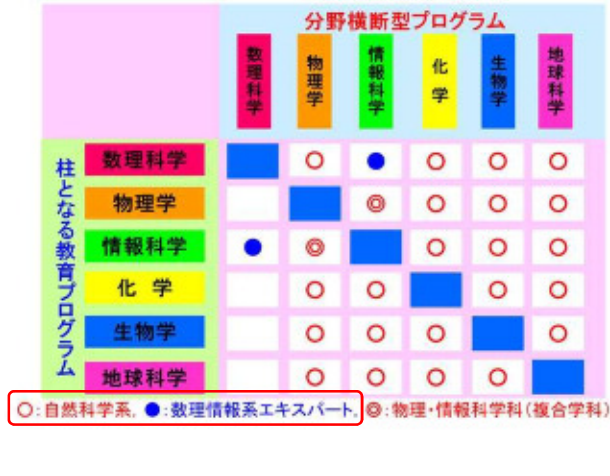 分野横断型プログラム
数理科学 物理学 情報科学 化学 生物学 地球科学
柱となる教育プログラム
数理科学 ○ ● ○ ○ ○
物理学 ◎ ○ ○ ○
情報科学 ● ◎ ○ ○ ○
化 学 ○ ○ ○ ○
生物学 ○ ○ ○ ○
地球科学 ○ ○ ○ ○
○:自然科学系, ●:数理情報系エキスパート, ◎:物理・情報科学科(複合学科)